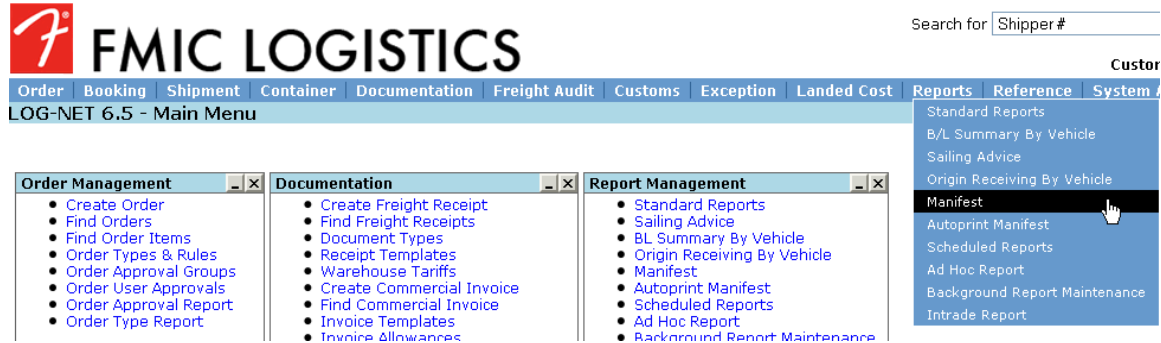 FMIC LOGISTICS
Search for Shipper #
Order Booking Shipment Container Documentation Freight Audit Customs Exception Landed Cost Reports Reference System
LOG-NET 6.5 - Main Menu
Standard Reports
B/L Summary By Vehicle
Sailing Advice
Origin Receiving By Vehicle
Manifest
Autoprint Manifest
Scheduled Reports
Ad Hoc Report
Background Report Maintenance
Intrade Report
Order Management
Create Order
Find Orders
Find Order Items
Order Types & Rules
Order Approval Groups
Order User Approvals
Order Approval Report
Order Type Report
Documentation
Create Freight Receipt
Find Freight Receipts
Document Types
Receipt Templates
Warehouse Tariffs
Create Commercial Invoice
Find Commercial Invoice
Invoice Templates
Invoice Allowances
Report Management
Standard Reports
Sailing Advice
BL Summary By Vehicle
Origin Receiving By Vehicle
Manifest
Autoprint Manifest
Scheduled Reports
Ad Hoc Report
Background Report Maintenance